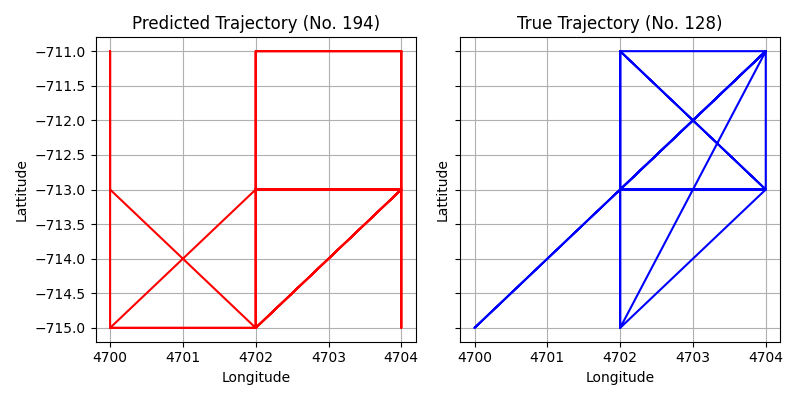 Predicted Trajectory (No. 194)
True Trajectory (No. 128)
−711.0
−711.5
−712.0
−712.5
−713.0
−713.5
−714.0
−714.5
−715.0
Lattitude
Lattitude
4700 4701 4702 4703 4704
4700 4701 4702 4703 4704
Longitude
Longitude